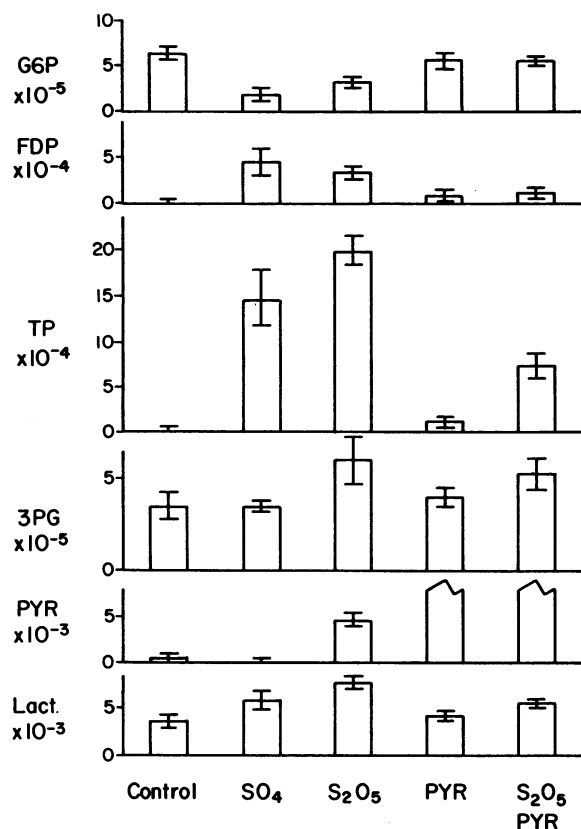 10
G6P
5
x10⁻⁵
0
FDP
5
x10⁻⁴
0
20
15
TP
10
x10⁻⁴
5
0
5
3PG
x10⁻⁵
0
PYR
5
x10⁻³
0
Lact.
5
x10⁻³
0
Control SO₄ S₂O₅ PYR S₂O₅
PYR